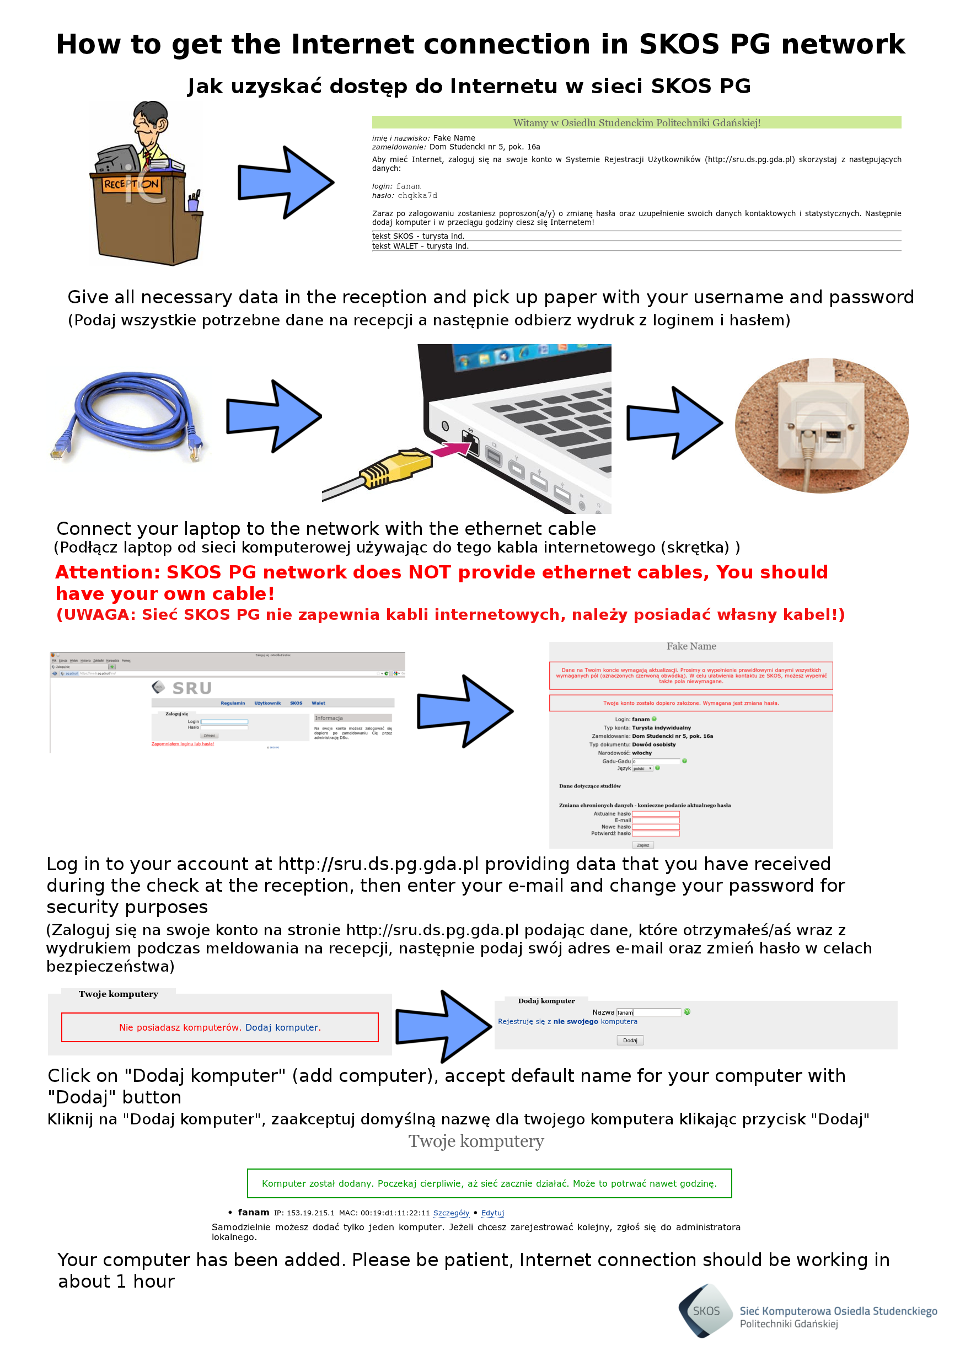 How to get the Internet connection in SKOS PG network
Jak uzyskać dostęp do Internetu w sieci SKOS PG
RECEPTION
iC
Witamy w Osiedlu Studenckim Politechniki Gdańskiej!
imię i nazwisko: Fake Name
zameldowanie: Dom Studencki nr 5, pok. 16a
Aby mieć Internet, zaloguj się na swoje konto w Systemie Rejestracji Użytkowników (http://sru.ds.pg.gda.pl) skorzystaj z następujących
danych:
login: fanam
hasło: chgkka7d
Zaraz po zalogowaniu zostaniesz poproszon(a/y) o zmianę hasła oraz uzupełnienie swoich danych kontaktowych i statystycznych. Następnie
dodaj komputer i w przeciągu godziny ciesz się Internetem!
tekst SKOS - turysta ind.
tekst WALET - turysta ind.
Give all necessary data in the reception and pick up paper with your username and password
(Podaj wszystkie potrzebne dane na recepcji a następnie odbierz wydruk z loginem i hasłem)
Connect your laptop to the network with the ethernet cable
(Podłącz laptop od sieci komputerowej używając do tego kabla internetowego (skrętka) )
Attention: SKOS PG network does NOT provide ethernet cables, You should
have your own cable!
(UWAGA: Sieć SKOS PG nie zapewnia kabli internetowych, należy posiadać własny kabel!)
SRU
Regulamin Użytkownik SKOS Walet
Zaloguj się
Login
Hasło
Zaloguj
Zapomniałem loginu lub hasła!
Informacja
Na swoje konto możesz zalogować się
dopiero po zameldowaniu Cię przez
administrację DSu.
Fake Name
Dane na Twoim koncie wymagają aktualizacji. Prosimy o wypełnienie prawidłowymi danymi wszystkich
wymaganych pól (oznaczonych czerwoną obwódką). W celu ułatwienia kontaktu ze SKOS, możesz wypełnić
także pola niewymagane.
Twoje konto zostało dopiero założone. Wymagana jest zmiana hasła.
Login: fanam
Typ konta: Turysta indywidualny
Zameldowanie: Dom Studencki nr 5, pok. 16a
Typ dokumentu: Dowód osobisty
Narodowość: włochy
Gadu-Gadu
Język polski
Dane dotyczące studiów
Zmiana chronionych danych - konieczne podanie aktualnego hasła
Aktualne hasło
E-mail
Nowe hasło
Potwierdź hasło
Zapisz
Log in to your account at http://sru.ds.pg.gda.pl providing data that you have received
during the check at the reception, then enter your e-mail and change your password for
security purposes
(Zaloguj się na swoje konto na stronie http://sru.ds.pg.gda.pl podając dane, które otrzymałeś/aś wraz z
wydrukiem podczas meldowania na recepcji, następnie podaj swój adres e-mail oraz zmień hasło w celach
bezpieczeństwa)
Twoje komputery
Nie posiadasz komputerów. Dodaj komputer.
Dodaj komputer
Nazwa fanam
Rejestruję się z nie swojego komputera
Dodaj
Click on "Dodaj komputer" (add computer), accept default name for your computer with
"Dodaj" button
Kliknij na "Dodaj komputer", zaakceptuj domyślną nazwę dla twojego komputera klikając przycisk "Dodaj"
Twoje komputery
Komputer został dodany. Poczekaj cierpliwie, aż sieć zacznie działać. Może to potrwać nawet godzinę.
• fanam IP: 153.19.215.1 MAC: 00:19:d1:11:22:11 Szczegóły • Edytuj
Samodzielnie możesz dodać tylko jeden komputer. Jeżeli chcesz zarejestrować kolejny, zgłoś się do administratora
lokalnego.
Your computer has been added. Please be patient, Internet connection should be working in
about 1 hour
SKOS
Sieć Komputerowa Osiedla Studenckiego
Politechniki Gdańskiej